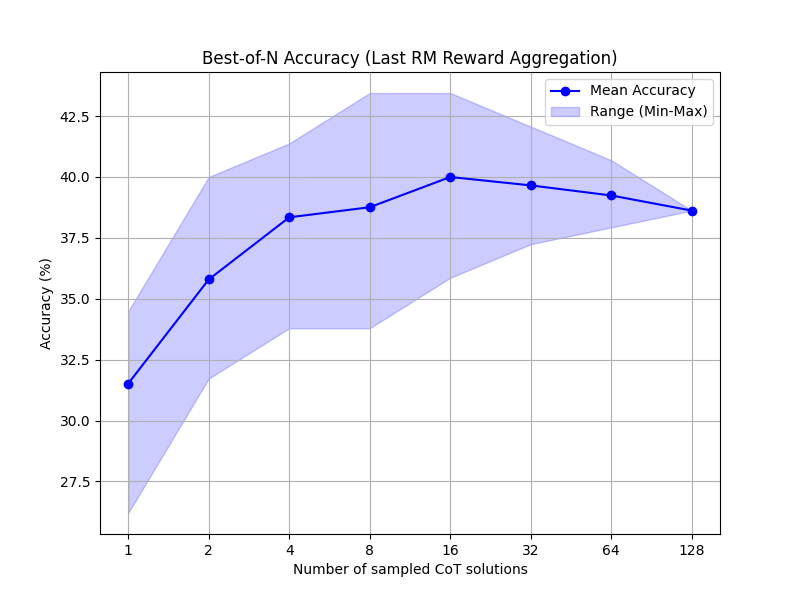 Best-of-N Accuracy (Last RM Reward Aggregation)
Mean Accuracy
Range (Min-Max)
Accuracy (%)
42.5
40.0
37.5
35.0
32.5
30.0
27.5
1 2 4 8 16 32 64 128
Number of sampled CoT solutions